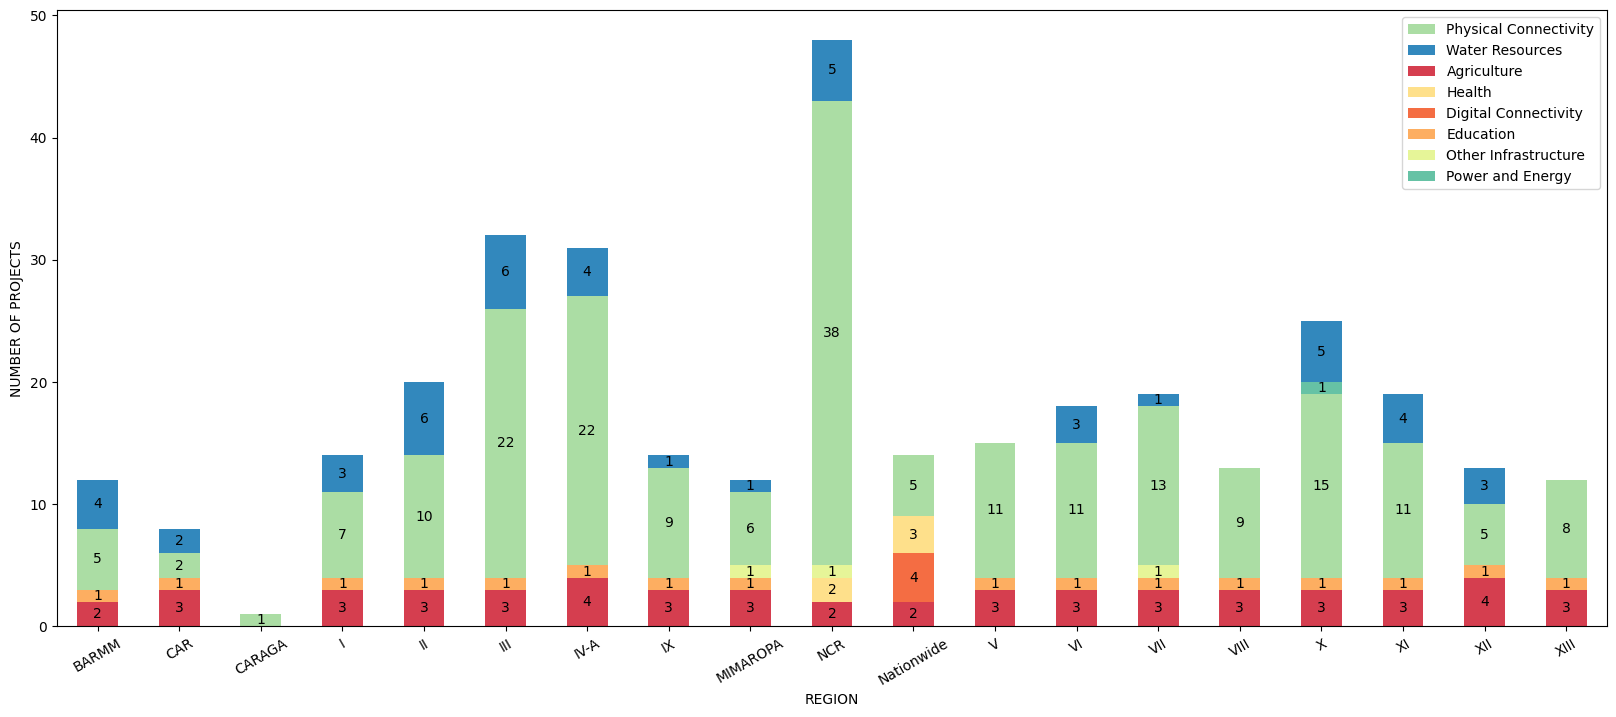 50
Physical Connectivity
Water Resources
Agriculture
Health
Digital Connectivity
Education
Other Infrastructure
Power and Energy
40
30
20
10
0
NUMBER OF PROJECTS
4
5
1
2
2
2
1
3
1
3
7
1
3
6
10
1
3
6
22
1
3
4
22
1
4
1
9
1
3
1
6
1
1
3
5
38
1
2
2
5
3
4
2
11
1
3
3
11
1
3
1
13
1
1
3
9
1
3
5
1
15
1
3
4
11
1
3
3
5
1
4
8
1
3
BARMM
CAR
CARAGA
I
II
III
IV-A
IX
MIMAROPA
NCR
Nationwide
V
VI
VII
VIII
X
XI
XII
XIII
REGION